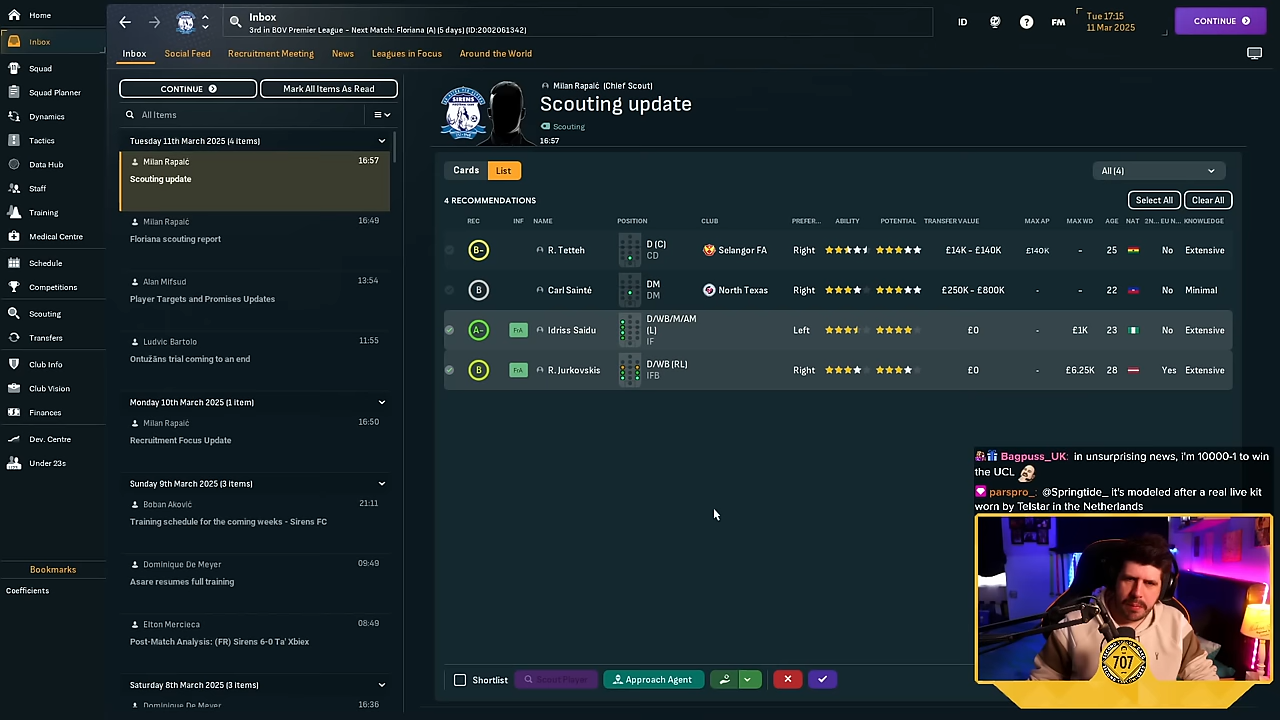 Home
Inbox
Squad
Squad Planner
Dynamics
Tactics
Data Hub
Staff
Training
Medical Centre
Schedule
Competitions
Scouting
Transfers
Club Info
Club Vision
Finances
Dev. Centre
Under 23s
Bookmarks
Coefficients
Inbox
3rd in BOV Premier League - Next Match: Floriana (A) (5 days) (ID:2002061342)
ID
FM
Tue 17:15
11 Mar 2025
CONTINUE
Inbox
Social Feed
Recruitment Meeting
News
Leagues in Focus
Around the World
CONTINUE
Mark All Items As Read
All Items
Tuesday 11th March 2025 (4 items)
Milan Rapaić 16:57
Scouting update
Milan Rapaić 16:49
Floriana scouting report
Alan Mifsud 13:54
Player Targets and Promises Updates
Ludvic Bartolo 11:55
Ontužāns trial coming to an end
Monday 10th March 2025 (1 item)
Milan Rapaić 16:50
Recruitment Focus Update
Sunday 9th March 2025 (3 items)
Boban Aković 21:11
Training schedule for the coming weeks - Sirens FC
Dominique De Meyer 09:49
Asare resumes full training
Elton Mercieca 08:49
Post-Match Analysis: (FR) Sirens 6-0 Ta' Xbiex
Saturday 8th March 2025 (3 items)
Dominique De Meyer 16:36
SIRENS
Milan Rapaić (Chief Scout)
Scouting update
Scouting
16:57
Cards List
All (4)
4 RECOMMENDATIONS
Select All
Clear All
REC INF NAME POSITION CLUB PREFER... ABILITY POTENTIAL TRANSFER VALUE MAX AP MAX WD AGE NAT 2N... EU N... KNOWLEDGE
B- R. Tetteh D (C) CD Selangor FA Right £14K - £140K £140K - 25 No Extensive
B Carl Sainté DM DM North Texas Right £250K - £800K - 22 No Minimal
A- FrA Idriss Saidu D/WB/M/AM (L) IF Left £0 - £1K 23 No Extensive
B FrA R. Jurkovskis D/WB (RL) IFB Right £0 - £6.25K 28 Yes Extensive
Bagpuss_UK: in unsurprising news, i'm 10000-1 to win
the UCL
parspro_: @Springtide_ it's modeled after a real live kit
worn by Telstar in the Netherlands
707
Shortlist
Scout Player
Approach Agent